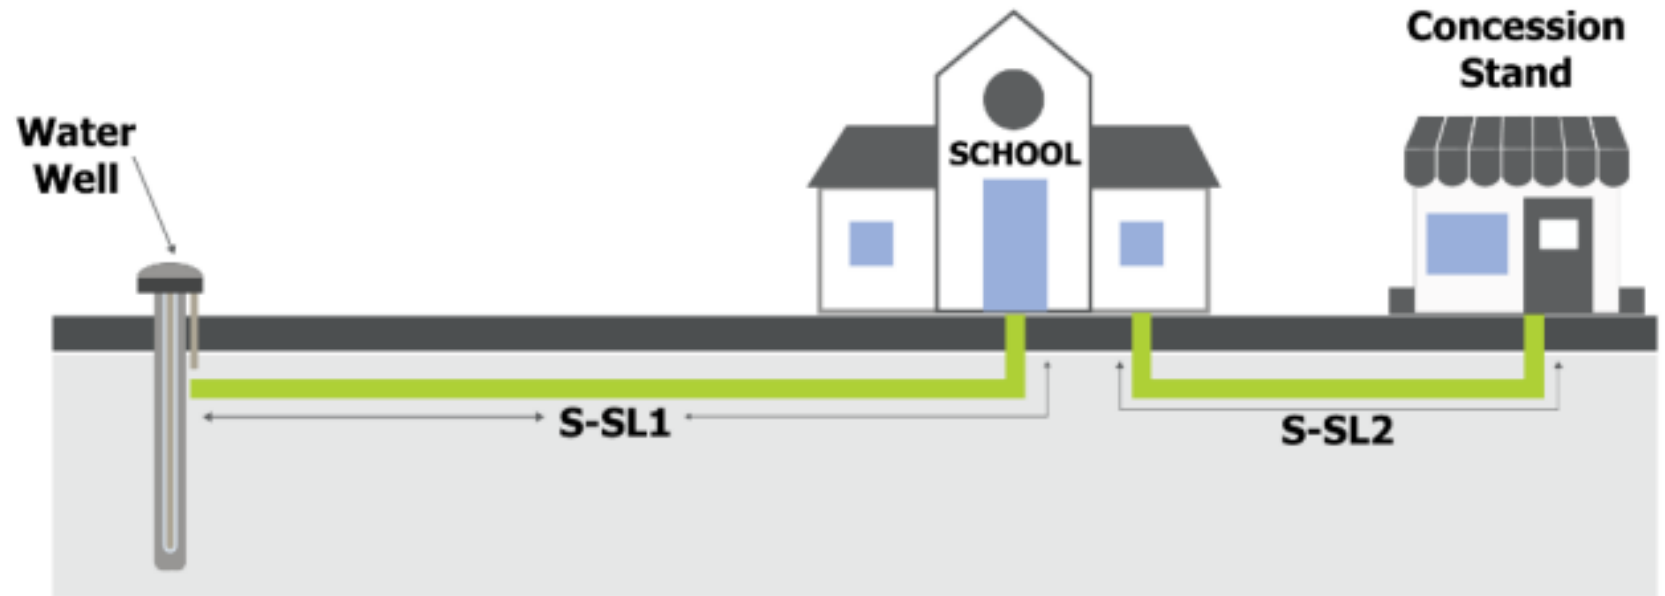 Concession
Stand
Water
Well
SCHOOL
S-SL1
S-SL2